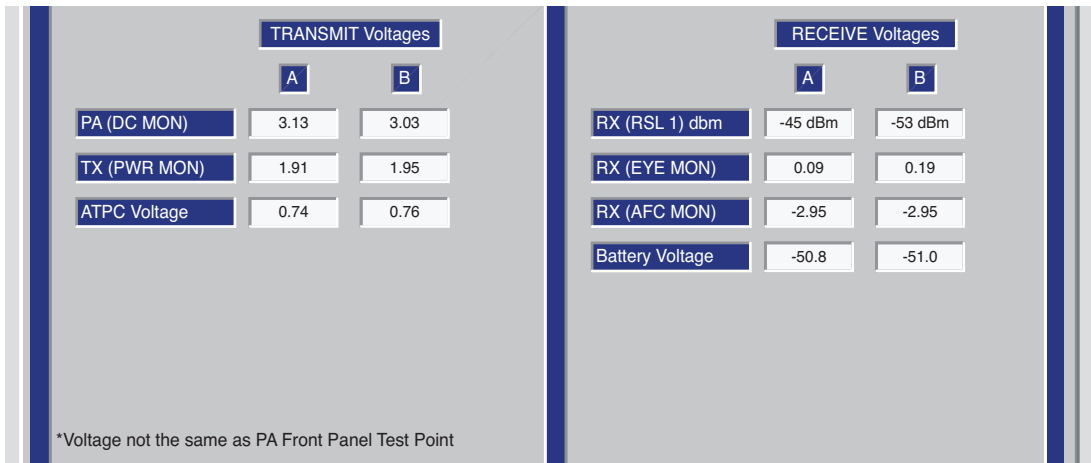 TRANSMIT Voltages
A B
PA (DC MON) 3.13 3.03
TX (PWR MON) 1.91 1.95
ATPC Voltage 0.74 0.76
*Voltage not the same as PA Front Panel Test Point
RECEIVE Voltages
A B
RX (RSL 1) dbm -45 dBm -53 dBm
RX (EYE MON) 0.09 0.19
RX (AFC MON) -2.95 -2.95
Battery Voltage -50.8 -51.0